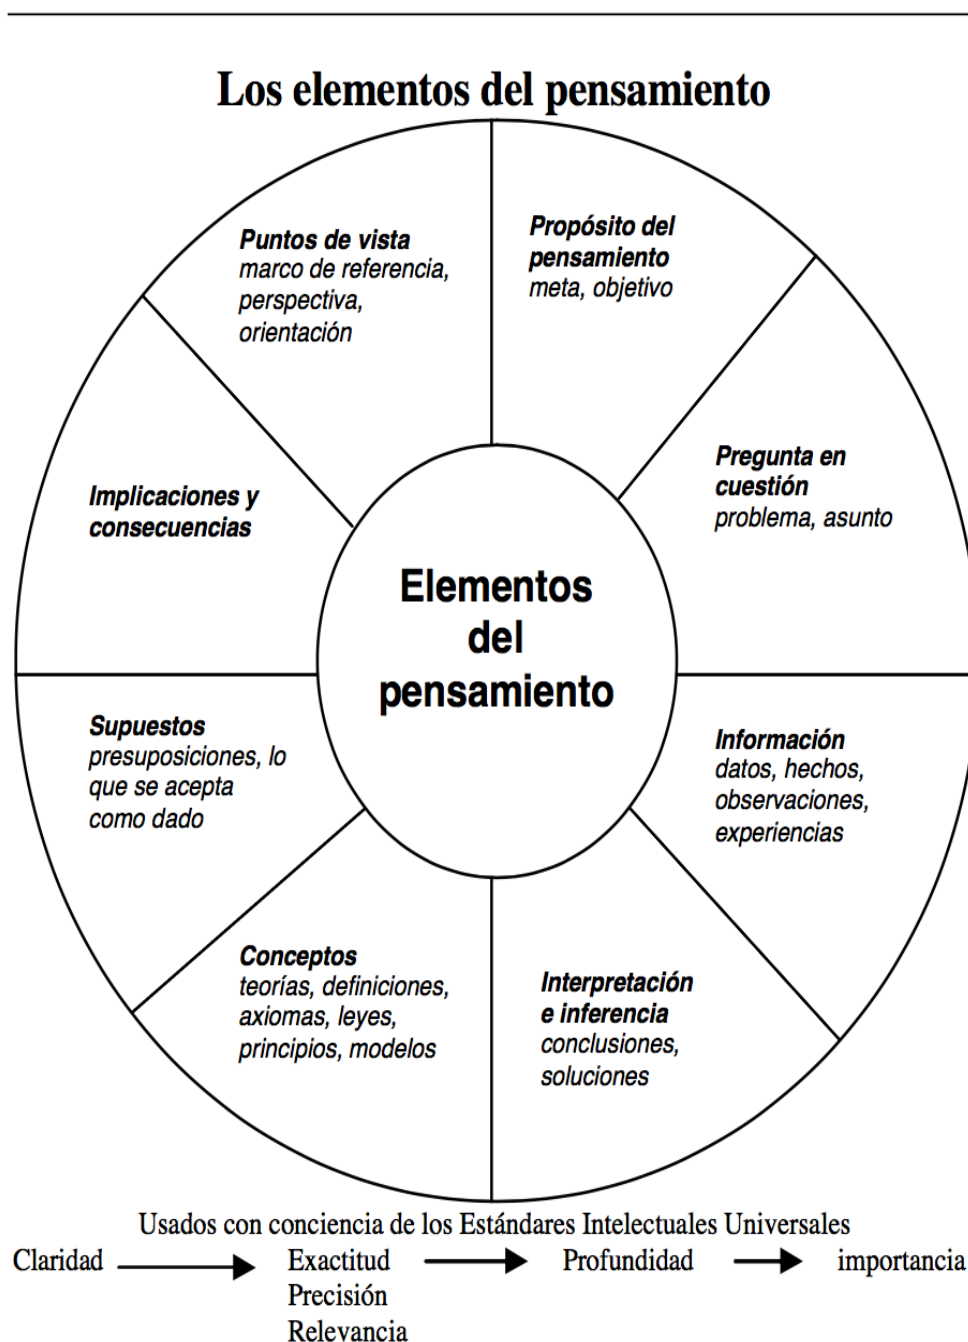 Los elementos del pensamiento
Puntos de vista
marco de referencia,
perspectiva,
orientación
Propósito del
pensamiento
meta, objetivo
Pregunta en
cuestión
problema, asunto
Implicaciones y
consecuencias
Elementos
del
pensamiento
Supuestos
presuposiciones, lo
que se acepta
como dado
Información
datos, hechos,
observaciones,
experiencias
Conceptos
teorías, definiciones,
axiomas, leyes,
principios, modelos
Interpretación
e inferencia
conclusiones,
soluciones
Usados con conciencia de los Estándares Intelectuales Universales
Claridad Exactitud Profundidad importancia
Precisión
Relevancia